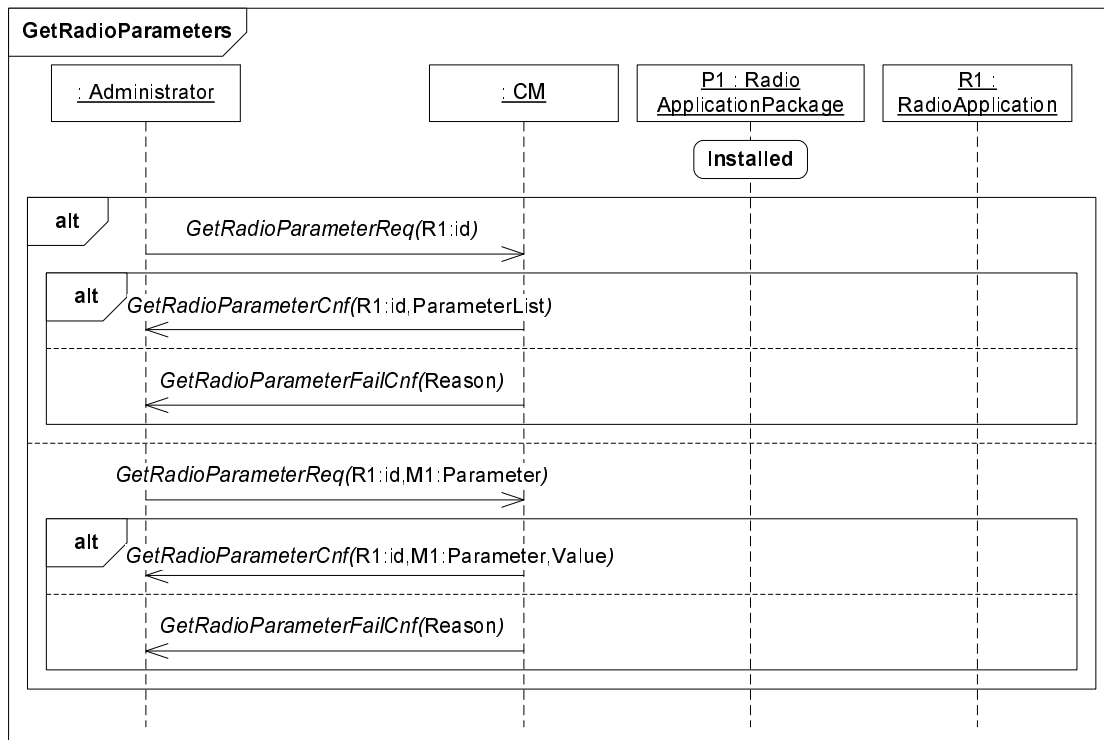 GetRadioParameters
: Administrator
: CM
P1 : Radio
ApplicationPackage
R1 :
RadioApplication
Installed
alt
GetRadioParameterReq(R1:id)
alt
GetRadioParameterCnf(R1:id,ParameterList)
GetRadioParameterFailCnf(Reason)
GetRadioParameterReq(R1:id,M1:Parameter)
alt
GetRadioParameterCnf(R1:id,M1:Parameter,Value)
GetRadioParameterFailCnf(Reason)